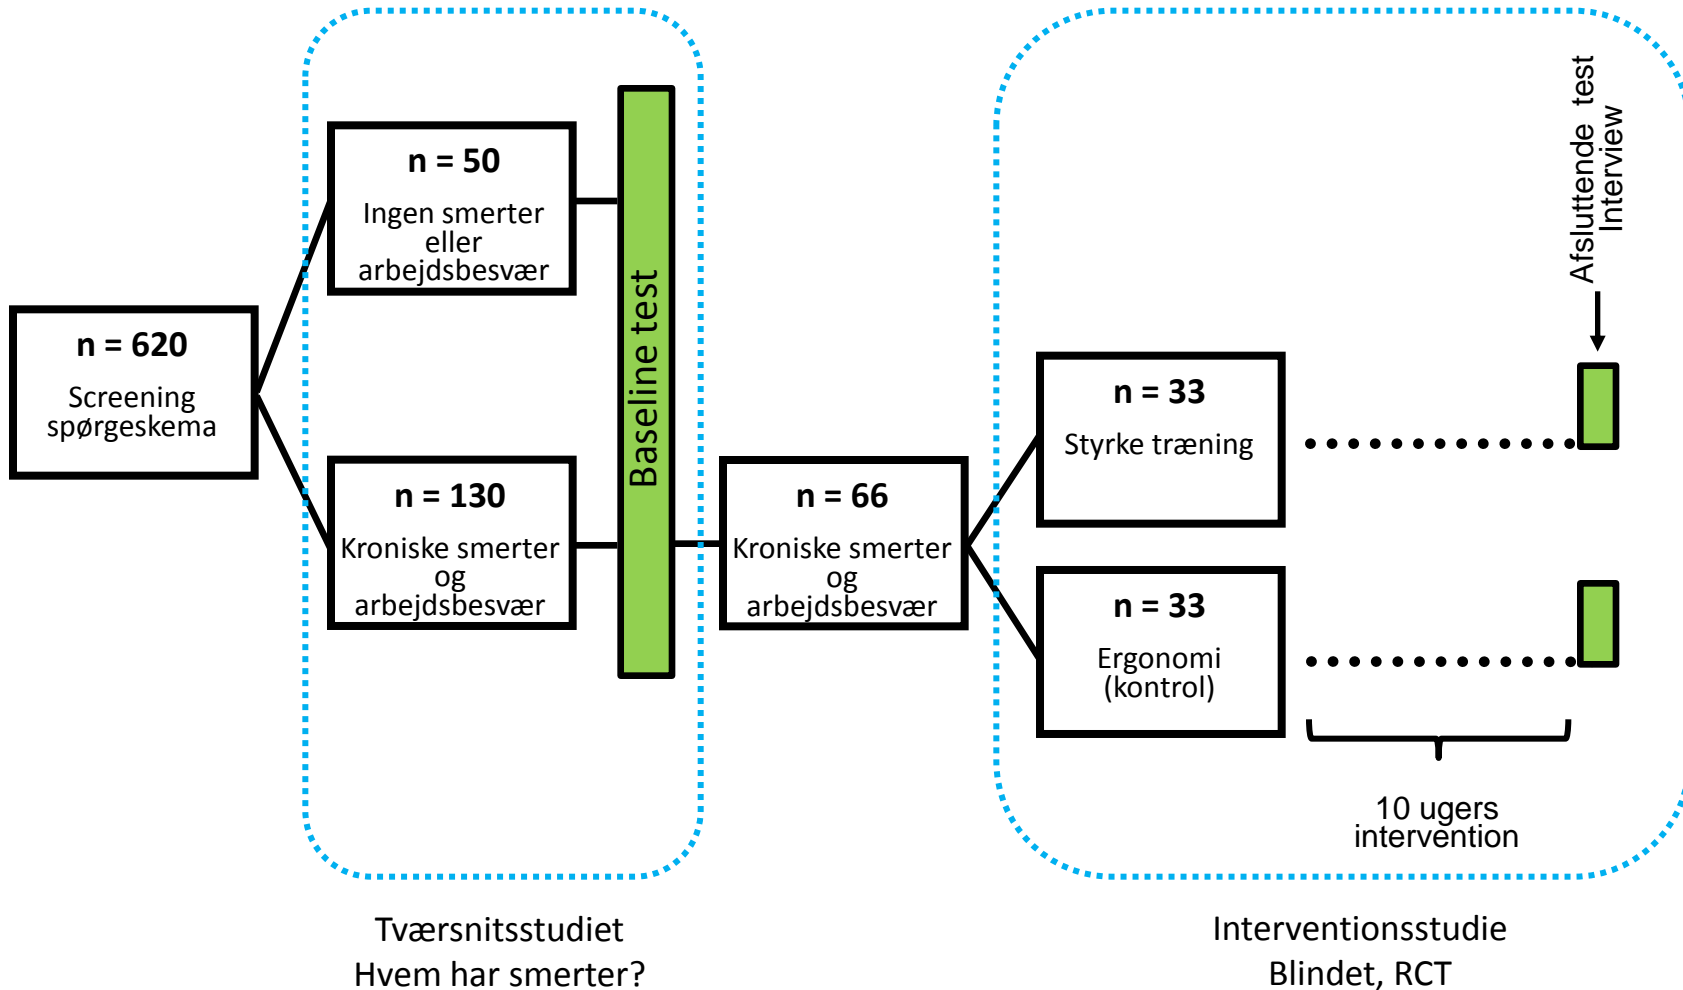 n = 620
Screening
spørgeskema
n = 50
Ingen smerter
eller
arbejdsbesvær
n = 130
Kroniske smerter
og
arbejdsbesvær
Baseline test
n = 66
Kroniske smerter
og
arbejdsbesvær
n = 33
Styrke træning
n = 33
Ergonomi
(kontrol)
Afsluttende test
Interview
10 ugers
intervention
Tværsnitsstudiet
Hvem har smerter?
Interventionsstudie
Blindet, RCT